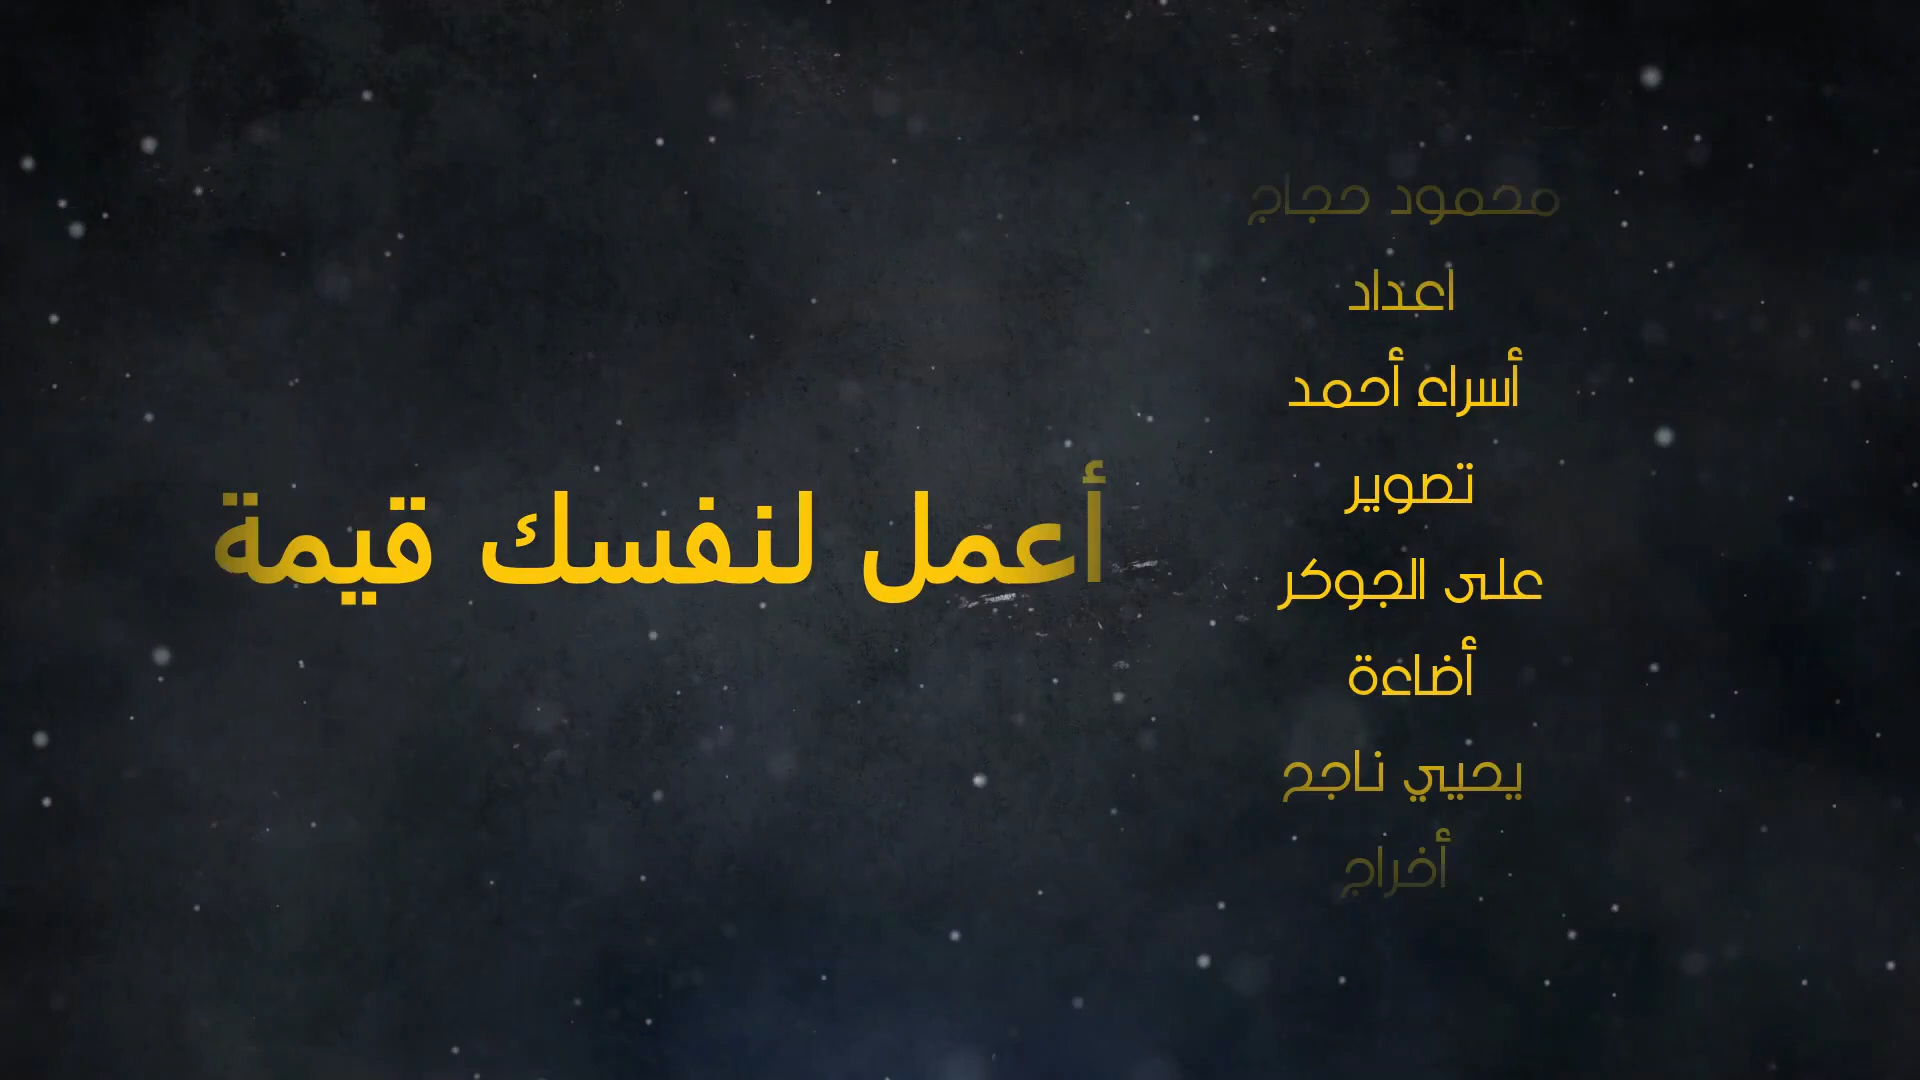 محمود حجاج
اعداد
أسراء أحمد
تصوير
على الجوكر
أضاءة
يحيي ناجح
أخراج
أعمل لنفسك قيمة